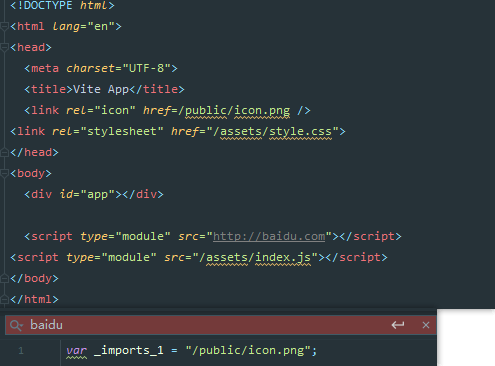 <!DOCTYPE html>
<html lang="en">
<head>
<meta charset="UTF-8">
<title>Vite App</title>
<link rel="icon" href=/public/icon.png />
<link rel="stylesheet" href="/assets/style.css">
</head>
<body>
<div id="app"></div>
<script type="module" src="http://baidu.com"></script>
<script type="module" src="/assets/index.js"></script>
</body>
</html>
baidu
1 var _imports_1 = "/public/icon.png";